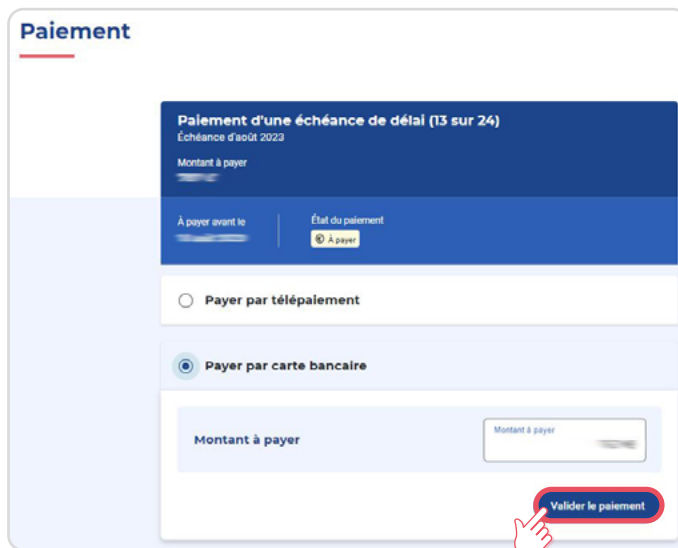 Paiement
Paiement d'une échéance de délai (13 sur 24)
Échéance d'août 2023
Montant à payer
À payer avant le
État du paiement
À payer
Payer par télépaiement
Payer par carte bancaire
Montant à payer
Montant à payer
Valider le paiement